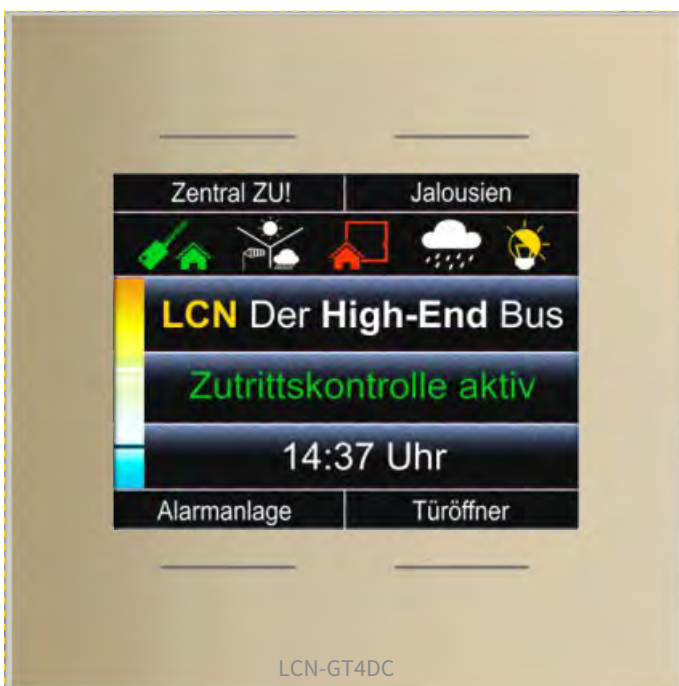 Zentral ZU! Jalousien
LCN Der High-End Bus
Zutrittskontrolle aktiv
14:37 Uhr
Alarmanlage Türöffner
LCN-GT4DC